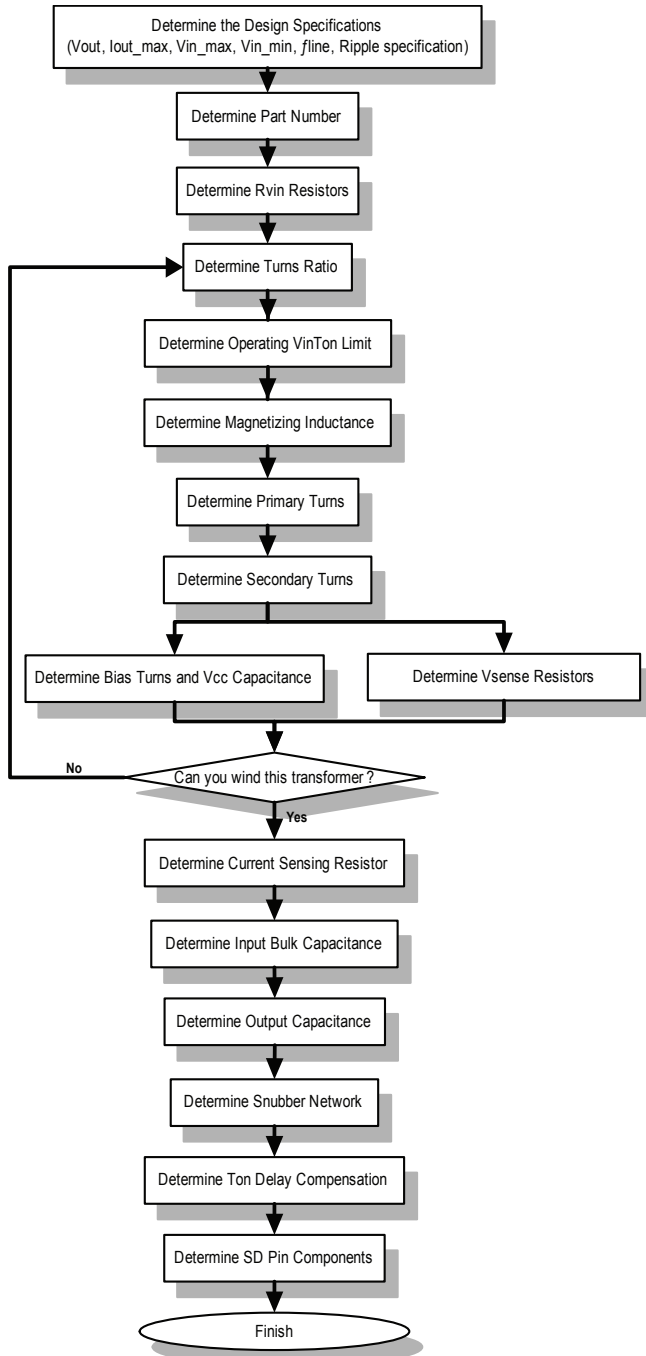 Determine the Design Specifications
(Vout, Iout_max, Vin_max, Vin_min, ƒline, Ripple specification)
Determine Part Number
Determine Rvin Resistors
Determine Turns Ratio
Determine Operating VinTon Limit
Determine Magnetizing Inductance
Determine Primary Turns
Determine Secondary Turns
Determine Bias Turns and Vcc Capacitance
Determine Vsense Resistors
No
Can you wind this transformer ?
Yes
Determine Current Sensing Resistor
Determine Input Bulk Capacitance
Determine Output Capacitance
Determine Snubber Network
Determine Ton Delay Compensation
Determine SD Pin Components
Finish